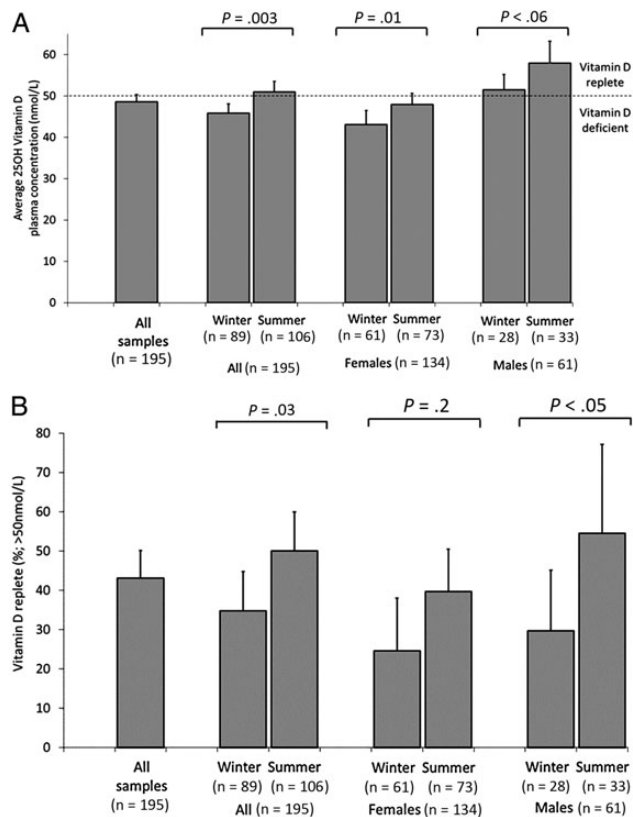 A
P = .003
P = .01
P < .06
Average 25OH Vitamin D
plasma concentration (nmol/L)
60
50
40
30
20
10
0
Vitamin D
replete
Vitamin D
deficient
All
samples
(n = 195)
Winter Summer
(n = 89) (n = 106)
All (n = 195)
Winter Summer
(n = 61) (n = 73)
Females (n = 134)
Winter Summer
(n = 28) (n = 33)
Males (n = 61)
B
P = .03
P = .2
P < .05
Vitamin D replete (%; >50nmol/L)
80
70
60
50
40
30
20
10
0
All
samples
(n = 195)
Winter Summer
(n = 89) (n = 106)
All (n = 195)
Winter Summer
(n = 61) (n = 73)
Females (n = 134)
Winter Summer
(n = 28) (n = 33)
Males (n = 61)